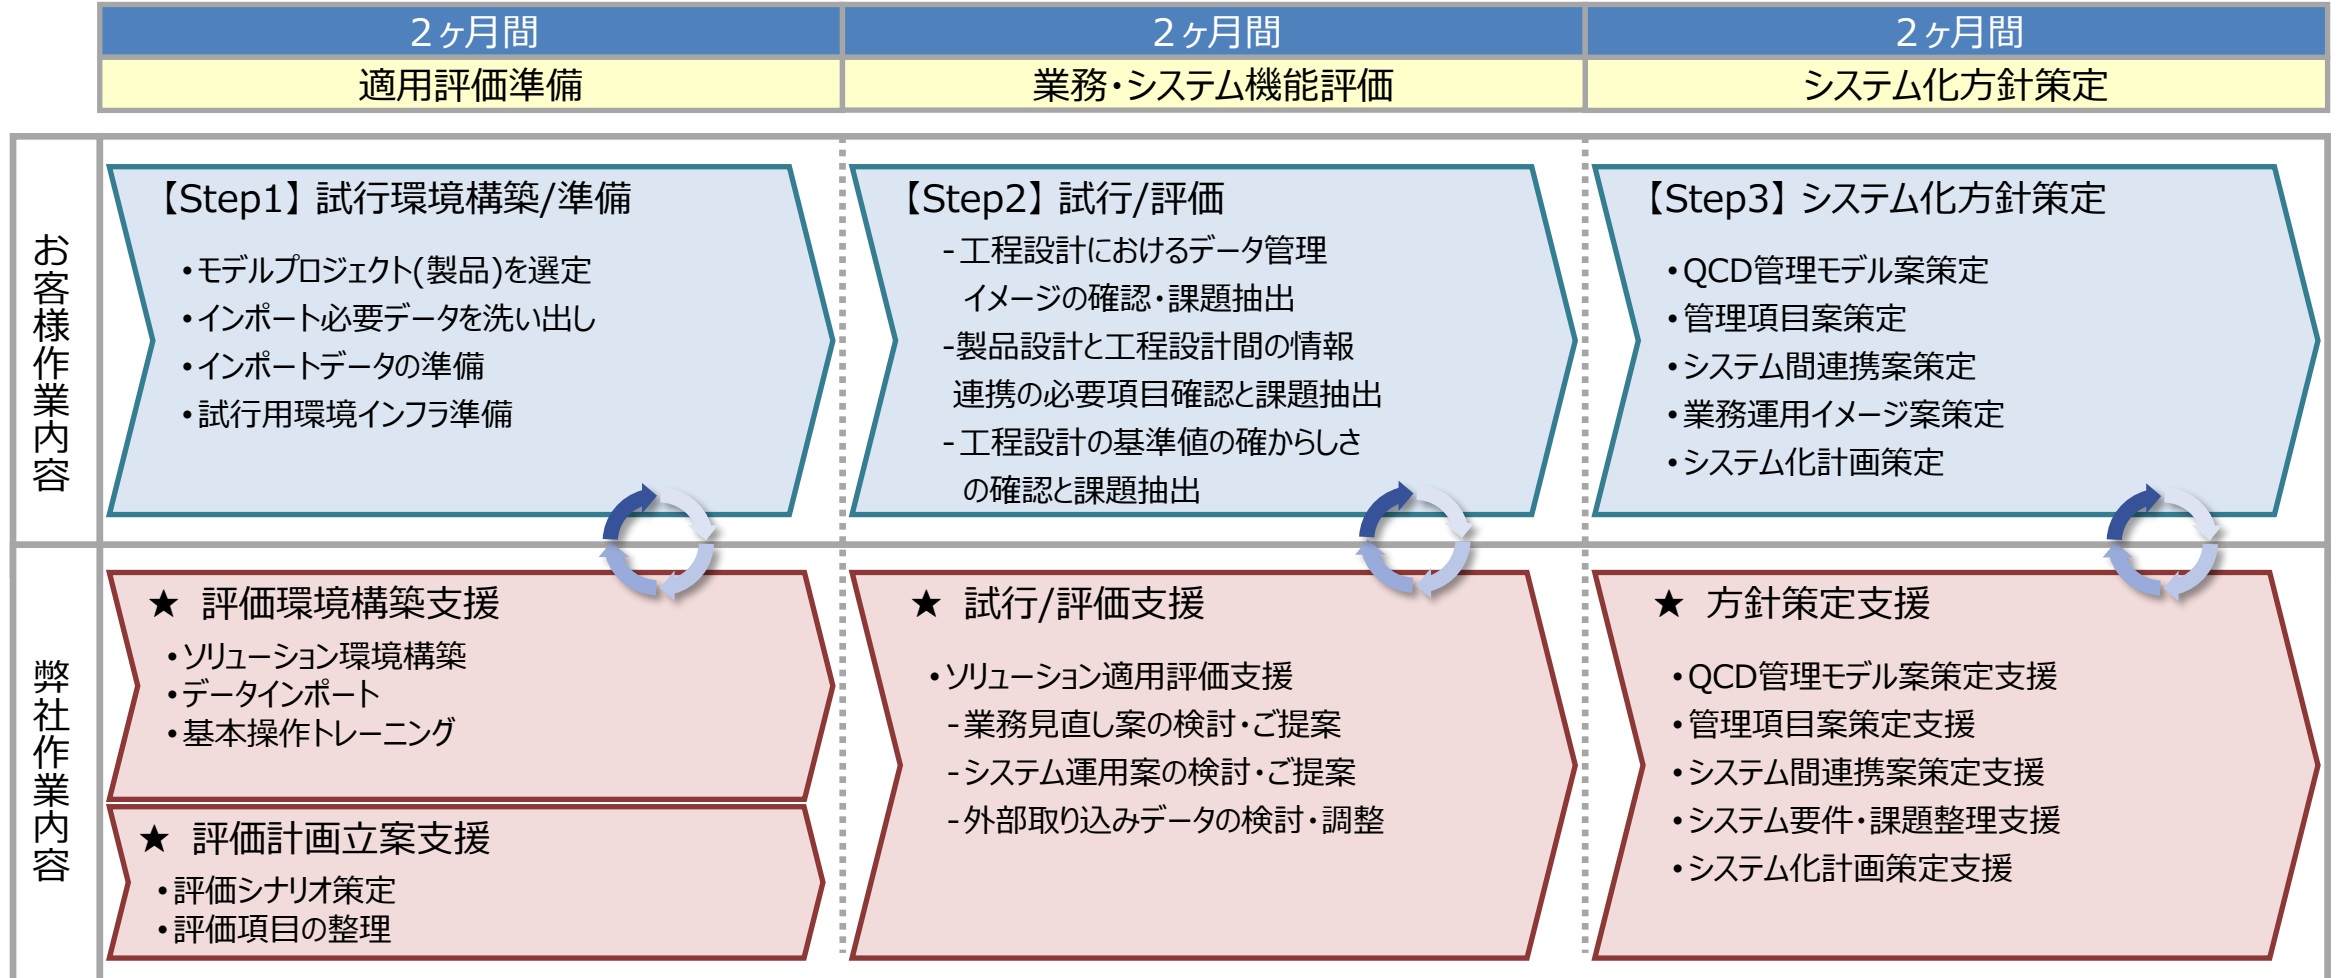 ２ヶ月間
２ヶ月間
２ヶ月間
適用評価準備
業務・システム機能評価
システム化方針策定
お客様作業内容
【Step1】試行環境構築/準備
・モデルプロジェクト(製品)を選定
・インポート必要データを洗い出し
・インポートデータの準備
・試行用環境インフラ準備
【Step2】試行/評価
-工程設計におけるデータ管理
イメージの確認・課題抽出
-製品設計と工程設計間の情報
連携の必要項目確認と課題抽出
-工程設計の基準値の確からしさ
の確認と課題抽出
【Step3】システム化方針策定
・QCD管理モデル案策定
・管理項目案策定
・システム間連携案策定
・業務運用イメージ案策定
・システム化計画策定
弊社作業内容
★ 評価環境構築支援
・ソリューション環境構築
・データインポート
・基本操作トレーニング
★ 評価計画立案支援
・評価シナリオ策定
・評価項目の整理
★ 試行/評価支援
・ソリューション適用評価支援
-業務見直し案の検討・ご提案
-システム運用案の検討・ご提案
-外部取り込みデータの検討・調整
★ 方針策定支援
・QCD管理モデル案策定支援
・管理項目案策定支援
・システム間連携案策定支援
・システム要件・課題整理支援
・システム化計画策定支援